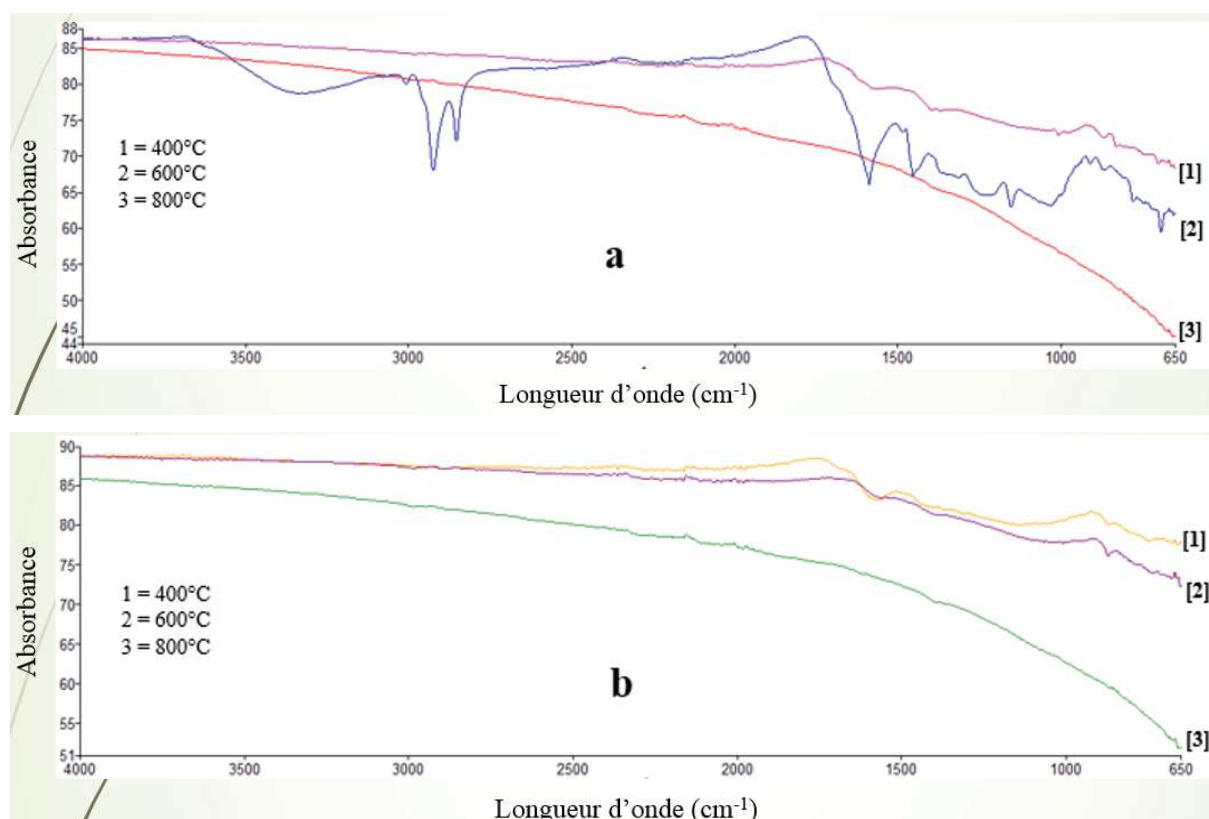 88
85
80
75
70
65
60
55
50
45
44
Absorbance
1 = 400°C
2 = 600°C
3 = 800°C
a
[1]
[2]
[3]
4000 3500 3000 2500 2000 1500 1000 650
Longueur d’onde (cm-1)
90
85
80
75
70
65
60
55
51
Absorbance
1 = 400°C
2 = 600°C
3 = 800°C
b
[1]
[2]
[3]
4000 3500 3000 2500 2000 1500 1000 650
Longueur d’onde (cm-1)